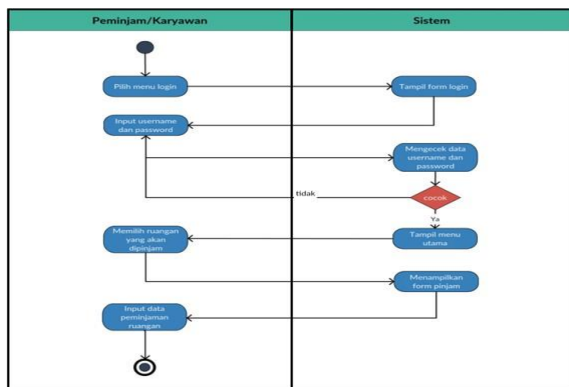 Peminjam/Karyawan
Sistem
Pilih menu login
Tampil form login
Input username
dan password
Mengecek data
username dan
password
tidak
cocok
Ya
Memilih ruangan
yang akan
dipinjam
Tampil menu
utama
Menampilkan
form pinjam
Input data
peminjaman
ruangan